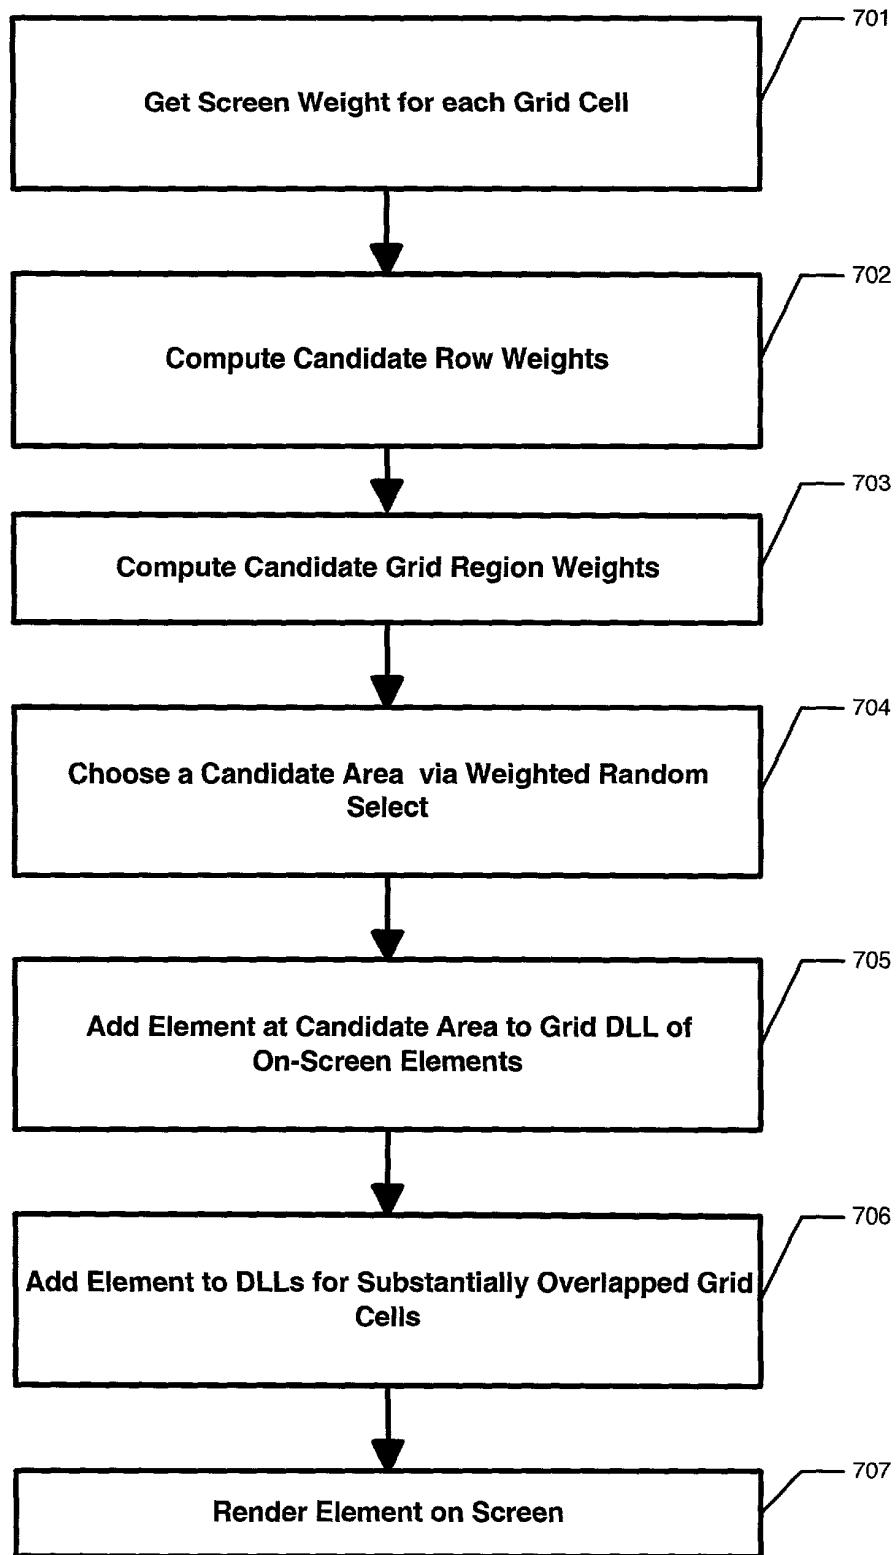 701
Get Screen Weight for each Grid Cell
702
Compute Candidate Row Weights
703
Compute Candidate Grid Region Weights
704
Choose a Candidate Area via Weighted Random
Select
705
Add Element at Candidate Area to Grid DLL of
On-Screen Elements
706
Add Element to DLLs for Substantially Overlapped Grid
Cells
707
Render Element on Screen